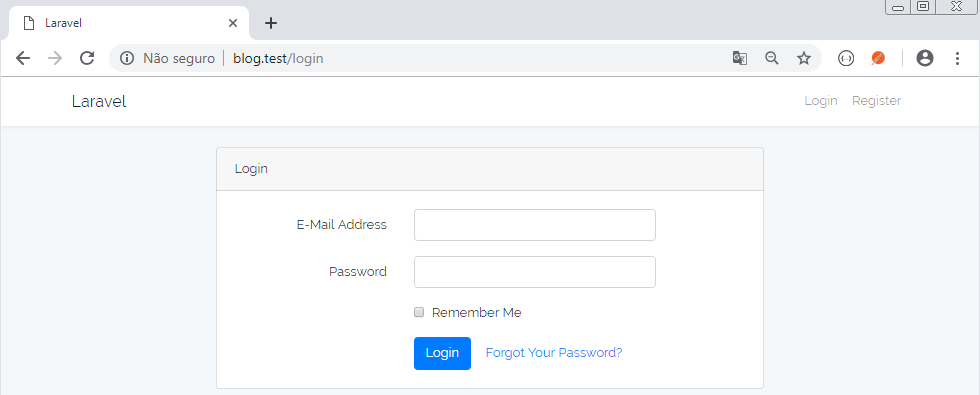 Laravel
Não seguro blog.test/login
Laravel Login Register
Login
E-Mail Address
Password
Remember Me
Login Forgot Your Password?